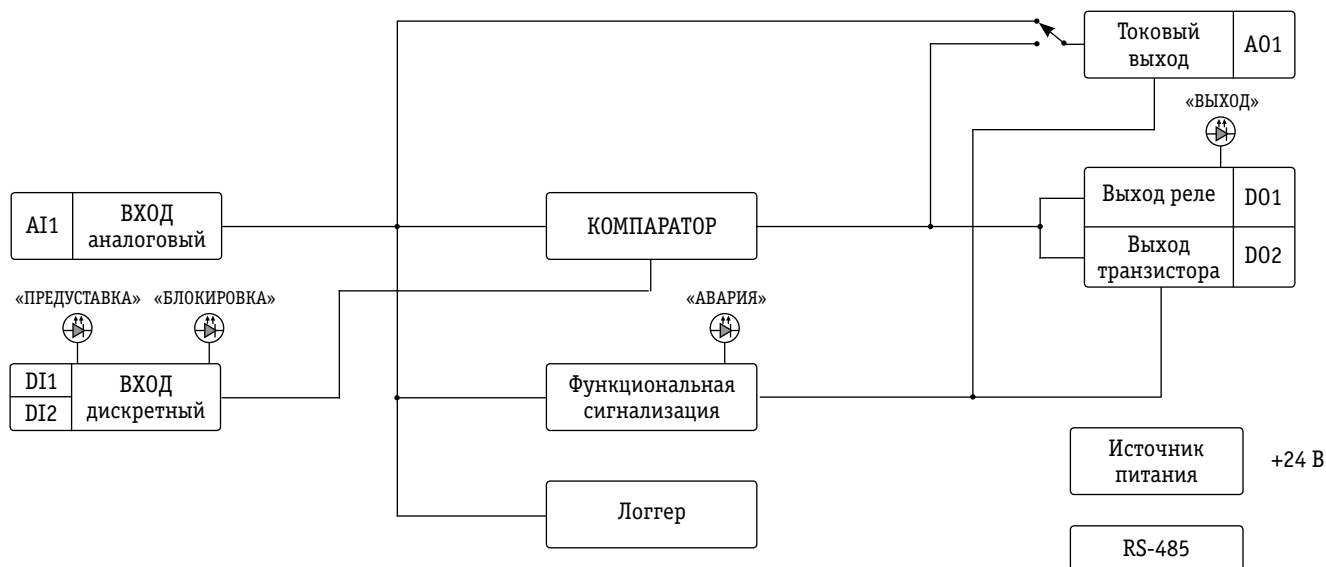 Токовый
выход
AO1
«ВЫХОД»
AI1
ВХОД
аналоговый
КОМПАРАТОР
Выход реле
DO1
Выход
транзистора
DO2
«ПРЕДУСТАВКА»
«БЛОКИРОВКА»
«АВАРИЯ»
DI1
DI2
ВХОД
дискретный
Функциональная
сигнализация
Источник
питания
+24 В
Логгер
RS-485